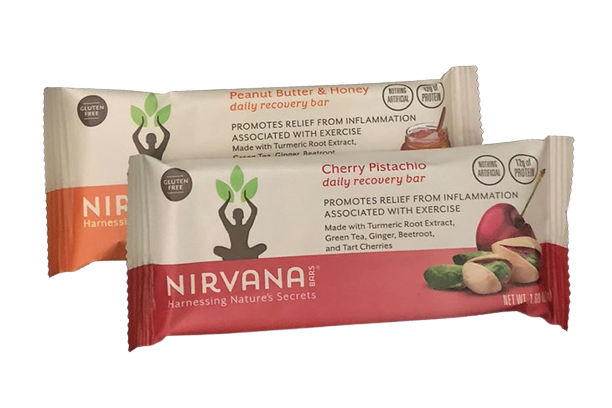 GLUTEN
FREE
Peanut Butter & Honey
daily recovery bar
NOTHING
ARTIFICIAL
12g of
PROTEIN
PROMOTES RELIEF FROM INFLAMMATION
ASSOCIATED WITH EXERCISE
Made with Turmeric Root Extract,
Green Tea, Ginger, Beetroot,
NIR
Harnessing
GLUTEN
FREE
Cherry Pistachio
daily recovery bar
NOTHING
ARTIFICIAL
of
PROTEIN
PROMOTES RELIEF FROM INFLAMMATION
ASSOCIATED WITH EXERCISE
Made with Turmeric Root Extract,
Green Tea, Ginger, Beetroot,
and Tart Cherries
NIRVANA
BARS®
Harnessing Nature's Secrets
NET WT.